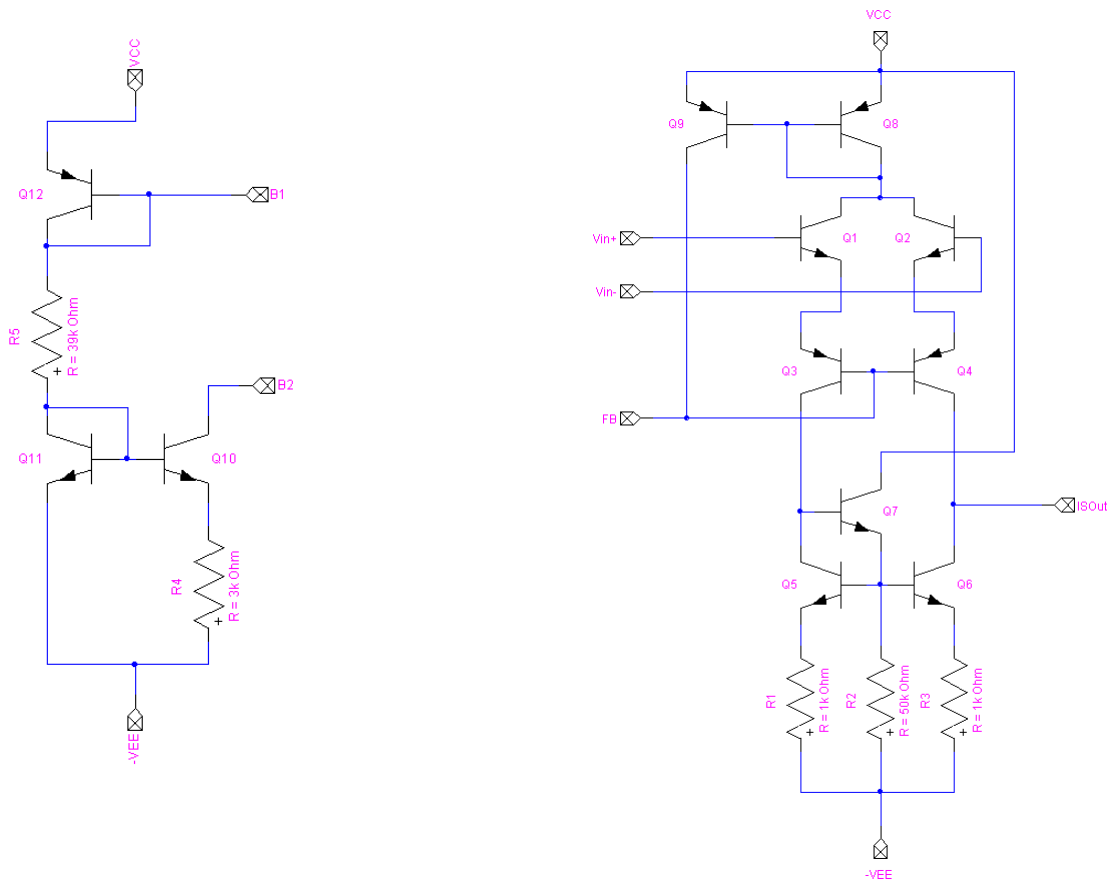 VCC
Q12
B1
R5
R = 39k Ohm
B2
Q11
Q10
R4
R = 3k Ohm
-VEE
VCC
Q9
Q8
Vin+
Q1
Q2
Vin-
Q3
Q4
FB
Q7
ISOut
Q5
Q6
R1
R = 1k Ohm
R2
R = 50k Ohm
R3
R = 1k Ohm
-VEE